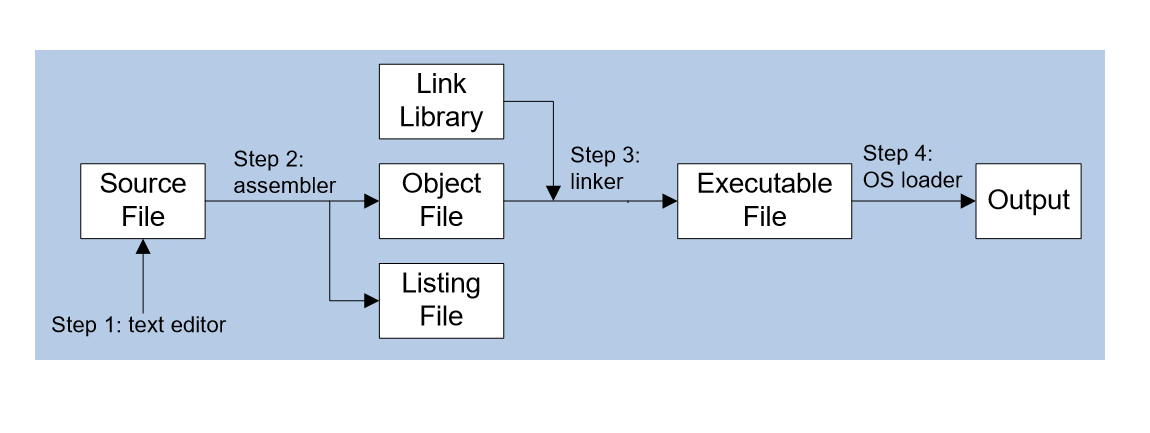 Link
Library
Step 2:
assembler
Step 3:
linker
Step 4:
OS loader
Source
File
Object
File
Executable
File
Output
Listing
File
Step 1: text editor